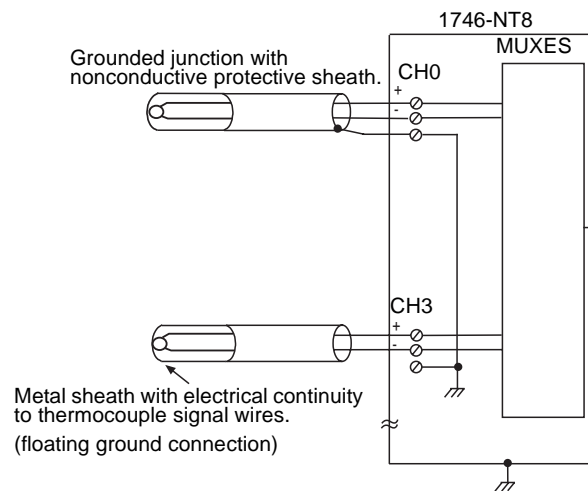 1746-NT8
MUXES
Grounded junction with
nonconductive protective sheath.
CH0
+
-
CH3
+
-
Metal sheath with electrical continuity
to thermocouple signal wires.
(floating ground connection)